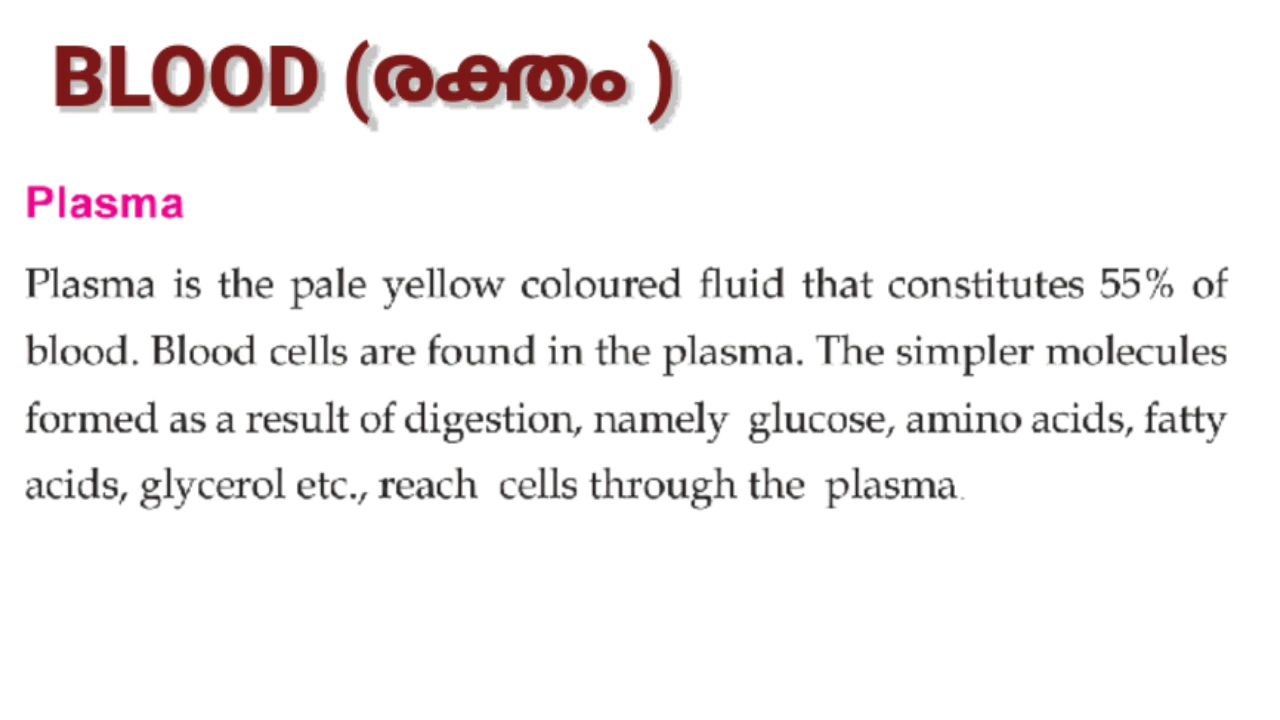 BLOOD (രക്തം )
Plasma
Plasma is the pale yellow coloured fluid that constitutes 55% of
blood. Blood cells are found in the plasma. The simpler molecules
formed as a result of digestion, namely glucose, amino acids, fatty
acids, glycerol etc., reach cells through the plasma.